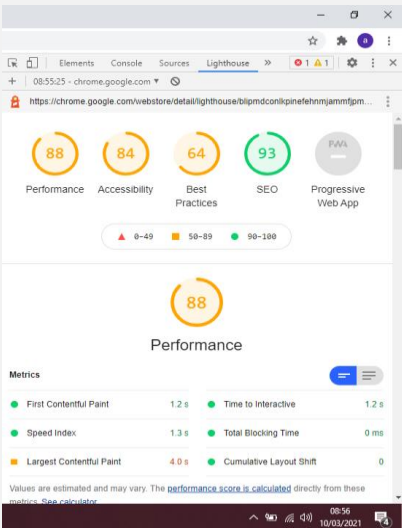 a
Elements Console Sources Lighthouse » 1 1
+ 08:55:25 - chrome.google.com ▼
https://chrome.google.com/webstore/detail/lighthouse/blipmdconlkpinefehnmjammfjpm...
88 84 64 93 PWA
Performance Accessibility Best Practices SEO Progressive Web App
0-49 50-89 90-100
88
Performance
Metrics
First Contentful Paint 1.2 s Time to Interactive 1.2 s
Speed Index 1.3 s Total Blocking Time 0 ms
Largest Contentful Paint 4.0 s Cumulative Layout Shift 0
Values are estimated and may vary. The performance score is calculated directly from these
metrics. See calculator.
08:56
10/03/2021
4